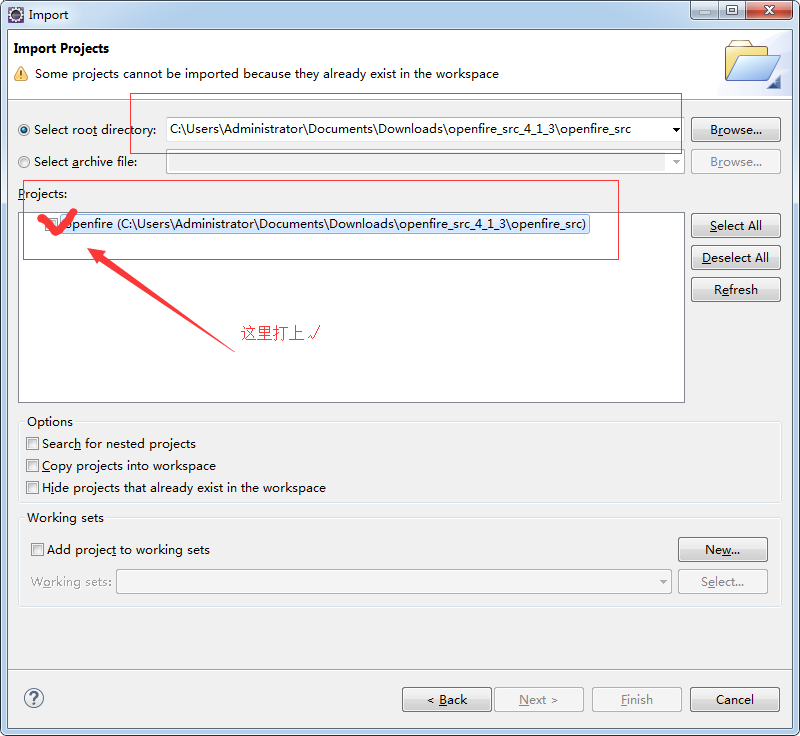 Import
Import Projects
Some projects cannot be imported because they already exist in the workspace
Select root directory: C:\Users\Administrator\Documents\Downloads\openfire_src_4_1_3\openfire_src Browse...
Select archive file: Browse...
Projects:
openfire (C:\Users\Administrator\Documents\Downloads\openfire_src_4_1_3\openfire_src) Select All
Deselect All
Refresh
这里打上√
Options
Search for nested projects
Copy projects into workspace
Hide projects that already exist in the workspace
Working sets
Add project to working sets New...
Working sets: Select...
? < Back Next > Finish Cancel